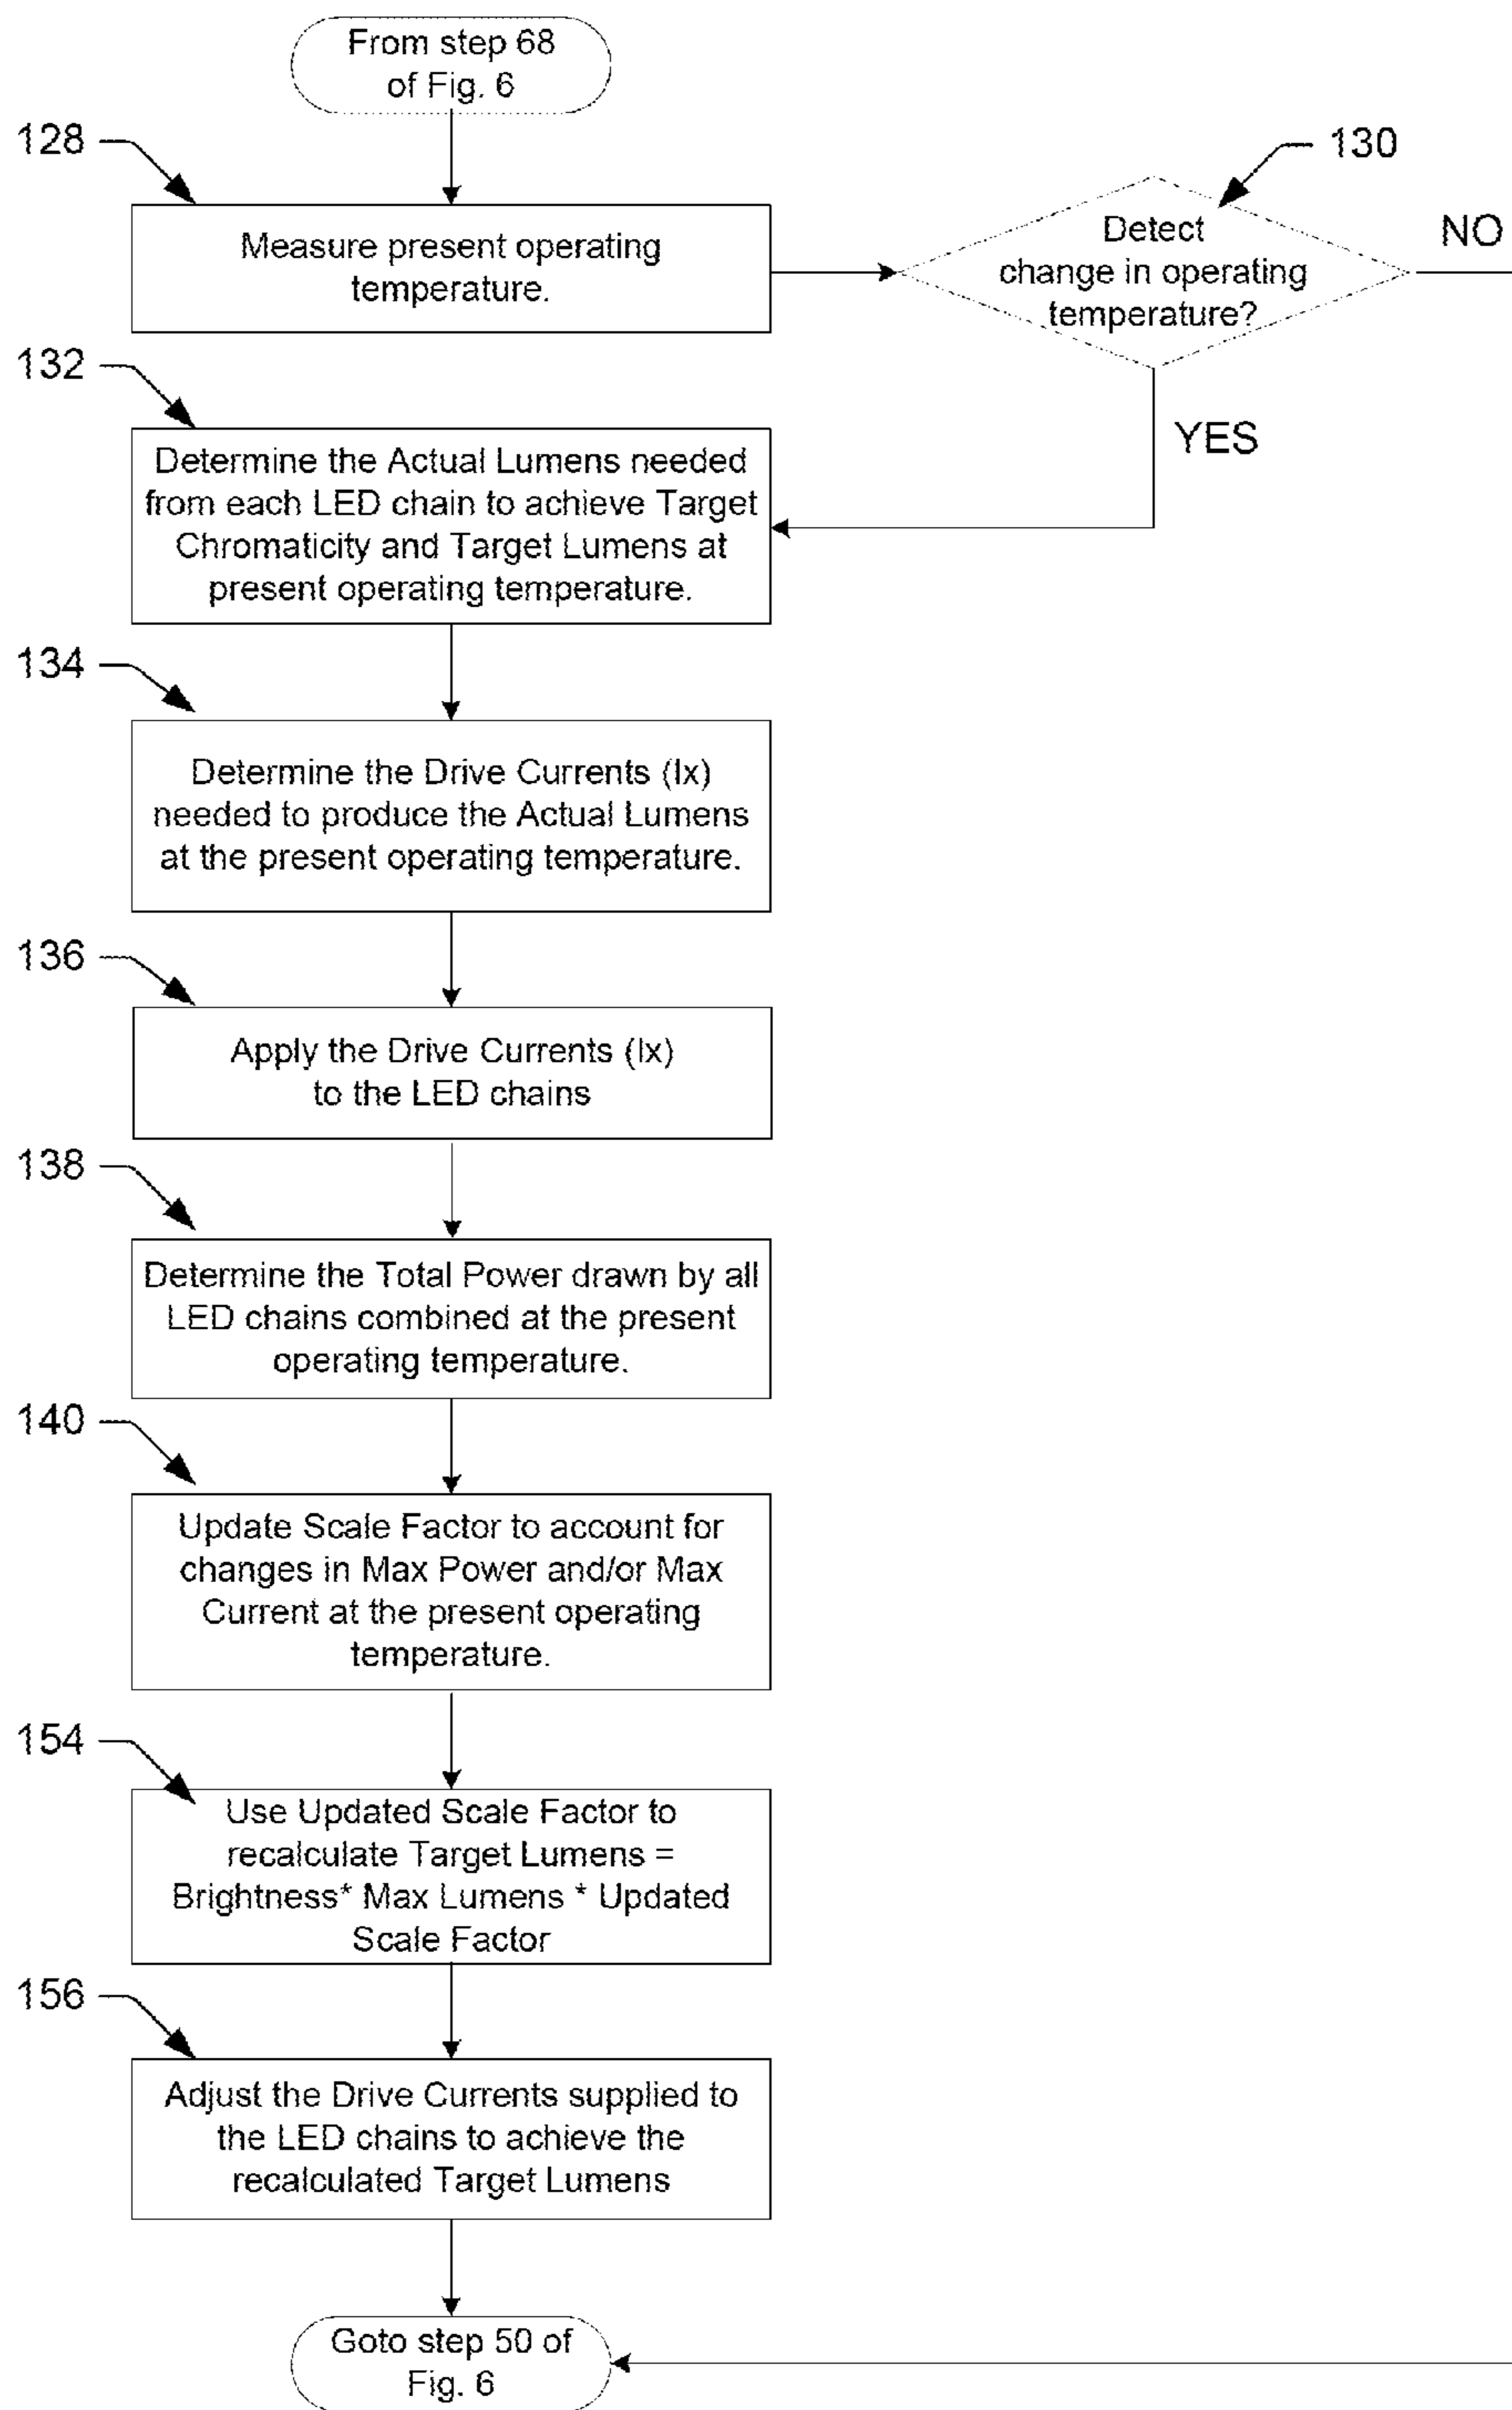 From step 68
of Fig. 6
128
Measure present operating
temperature.
130
Detect
change in operating
temperature?
NO
YES
132
Determine the Actual Lumens needed
from each LED chain to achieve Target
Chromaticity and Target Lumens at
present operating temperature.
134
Determine the Drive Currents (Ix)
needed to produce the Actual Lumens
at the present operating temperature.
136
Apply the Drive Currents (Ix)
to the LED chains
138
Determine the Total Power drawn by all
LED chains combined at the present
operating temperature.
140
Update Scale Factor to account for
changes in Max Power and/or Max
Current at the present operating
temperature.
154
Use Updated Scale Factor to
recalculate Target Lumens =
Brightness* Max Lumens * Updated
Scale Factor
156
Adjust the Drive Currents supplied to
the LED chains to achieve the
recalculated Target Lumens
Goto step 50 of
Fig. 6